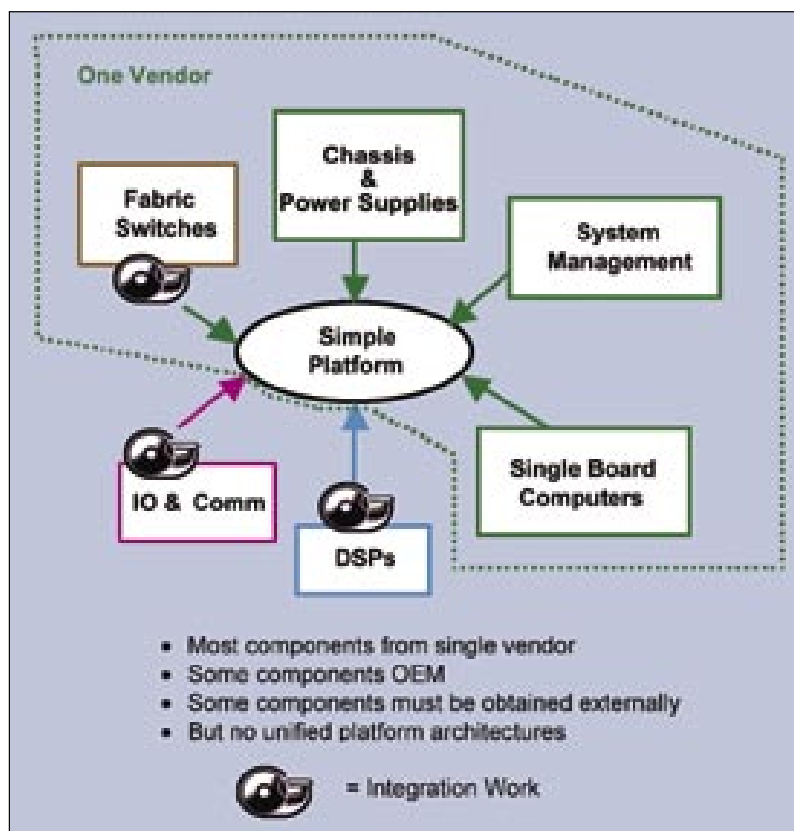 One Vendor
Chassis
&
Power Supplies
Fabric
Switches
System
Management
Simple
Platform
IO & Comm
DSPs
Single Board
Computers
• Most components from single vendor
• Some components OEM
• Some components must be obtained externally
• But no unified platform architectures
= Integration Work